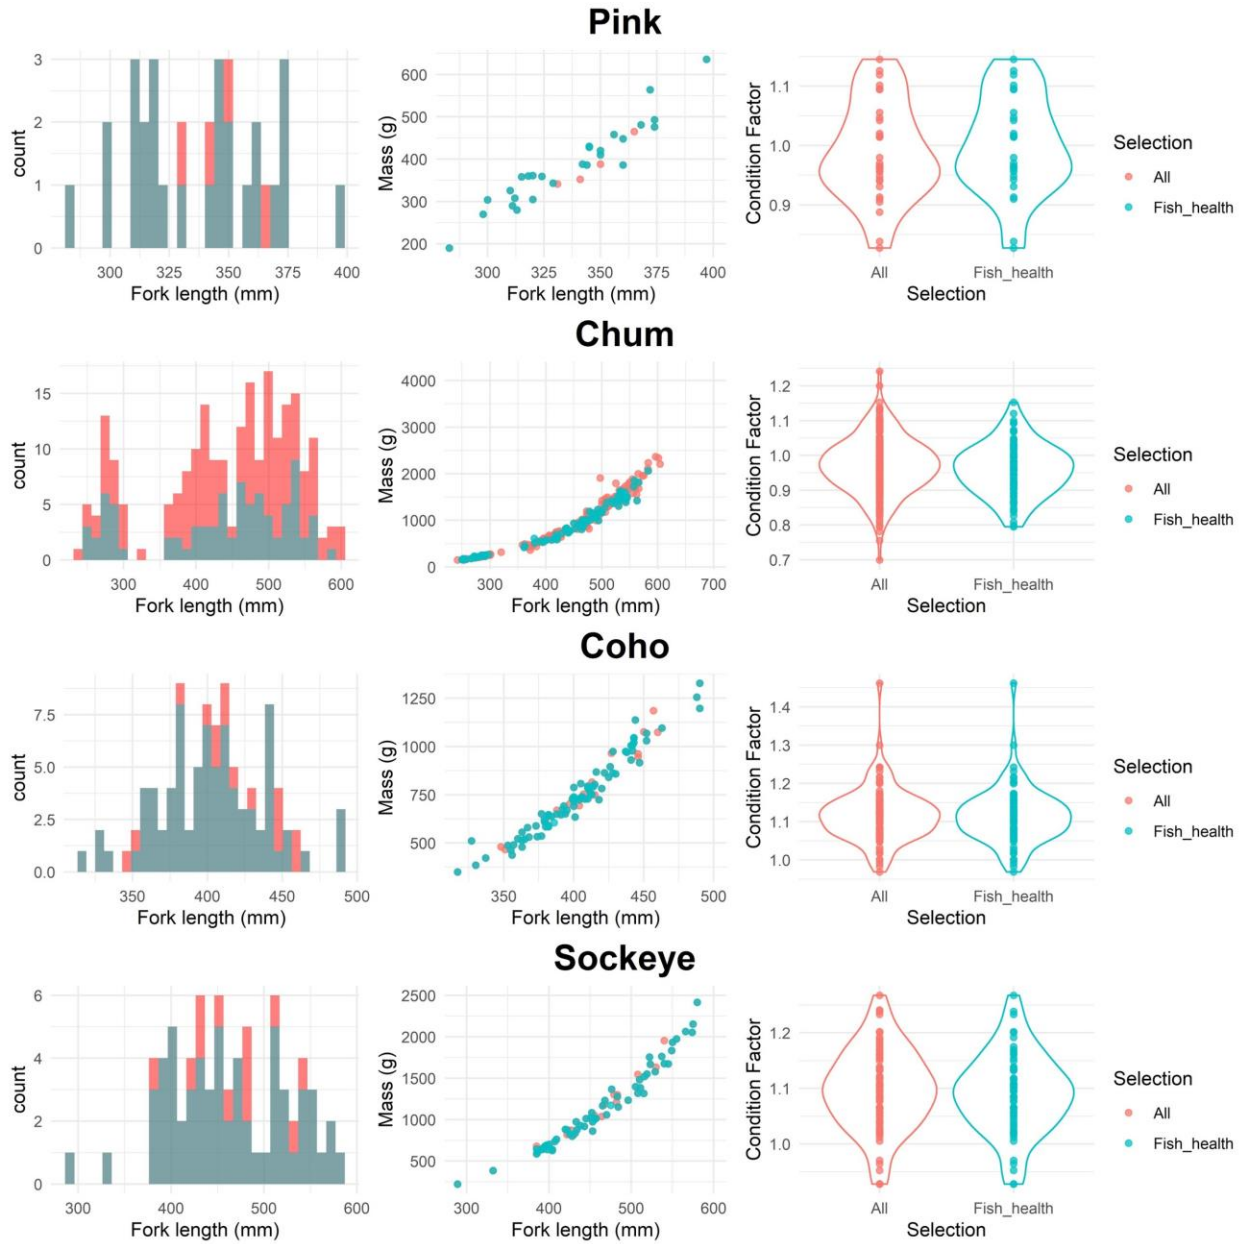 Pink
3
2
1
0
count
300 325 350 375 400
Fork length (mm)
600
500
400
300
200
Mass (g)
300 325 350 375 400
Fork length (mm)
1.1
1.0
0.9
Condition Factor
All Fish_health
Selection
Selection
All
Fish_health
Chum
15
10
5
0
count
300 400 500 600
Fork length (mm)
4000
3000
2000
1000
0
Mass (g)
300 400 500 600 700
Fork length (mm)
1.2
1.1
1.0
0.9
0.8
0.7
Condition Factor
All Fish_health
Selection
Selection
All
Fish_health
Coho
7.5
5.0
2.5
0.0
count
350 400 450 500
Fork length (mm)
1250
1000
750
500
Mass (g)
350 400 450 500
Fork length (mm)
1.4
1.3
1.2
1.1
1.0
Condition Factor
All Fish_health
Selection
Selection
All
Fish_health
Sockeye
6
4
2
0
count
300 400 500 600
Fork length (mm)
2500
2000
1500
1000
500
Mass (g)
300 400 500 600
Fork length (mm)
1.2
1.1
1.0
Condition Factor
All Fish_health
Selection
Selection
All
Fish_health